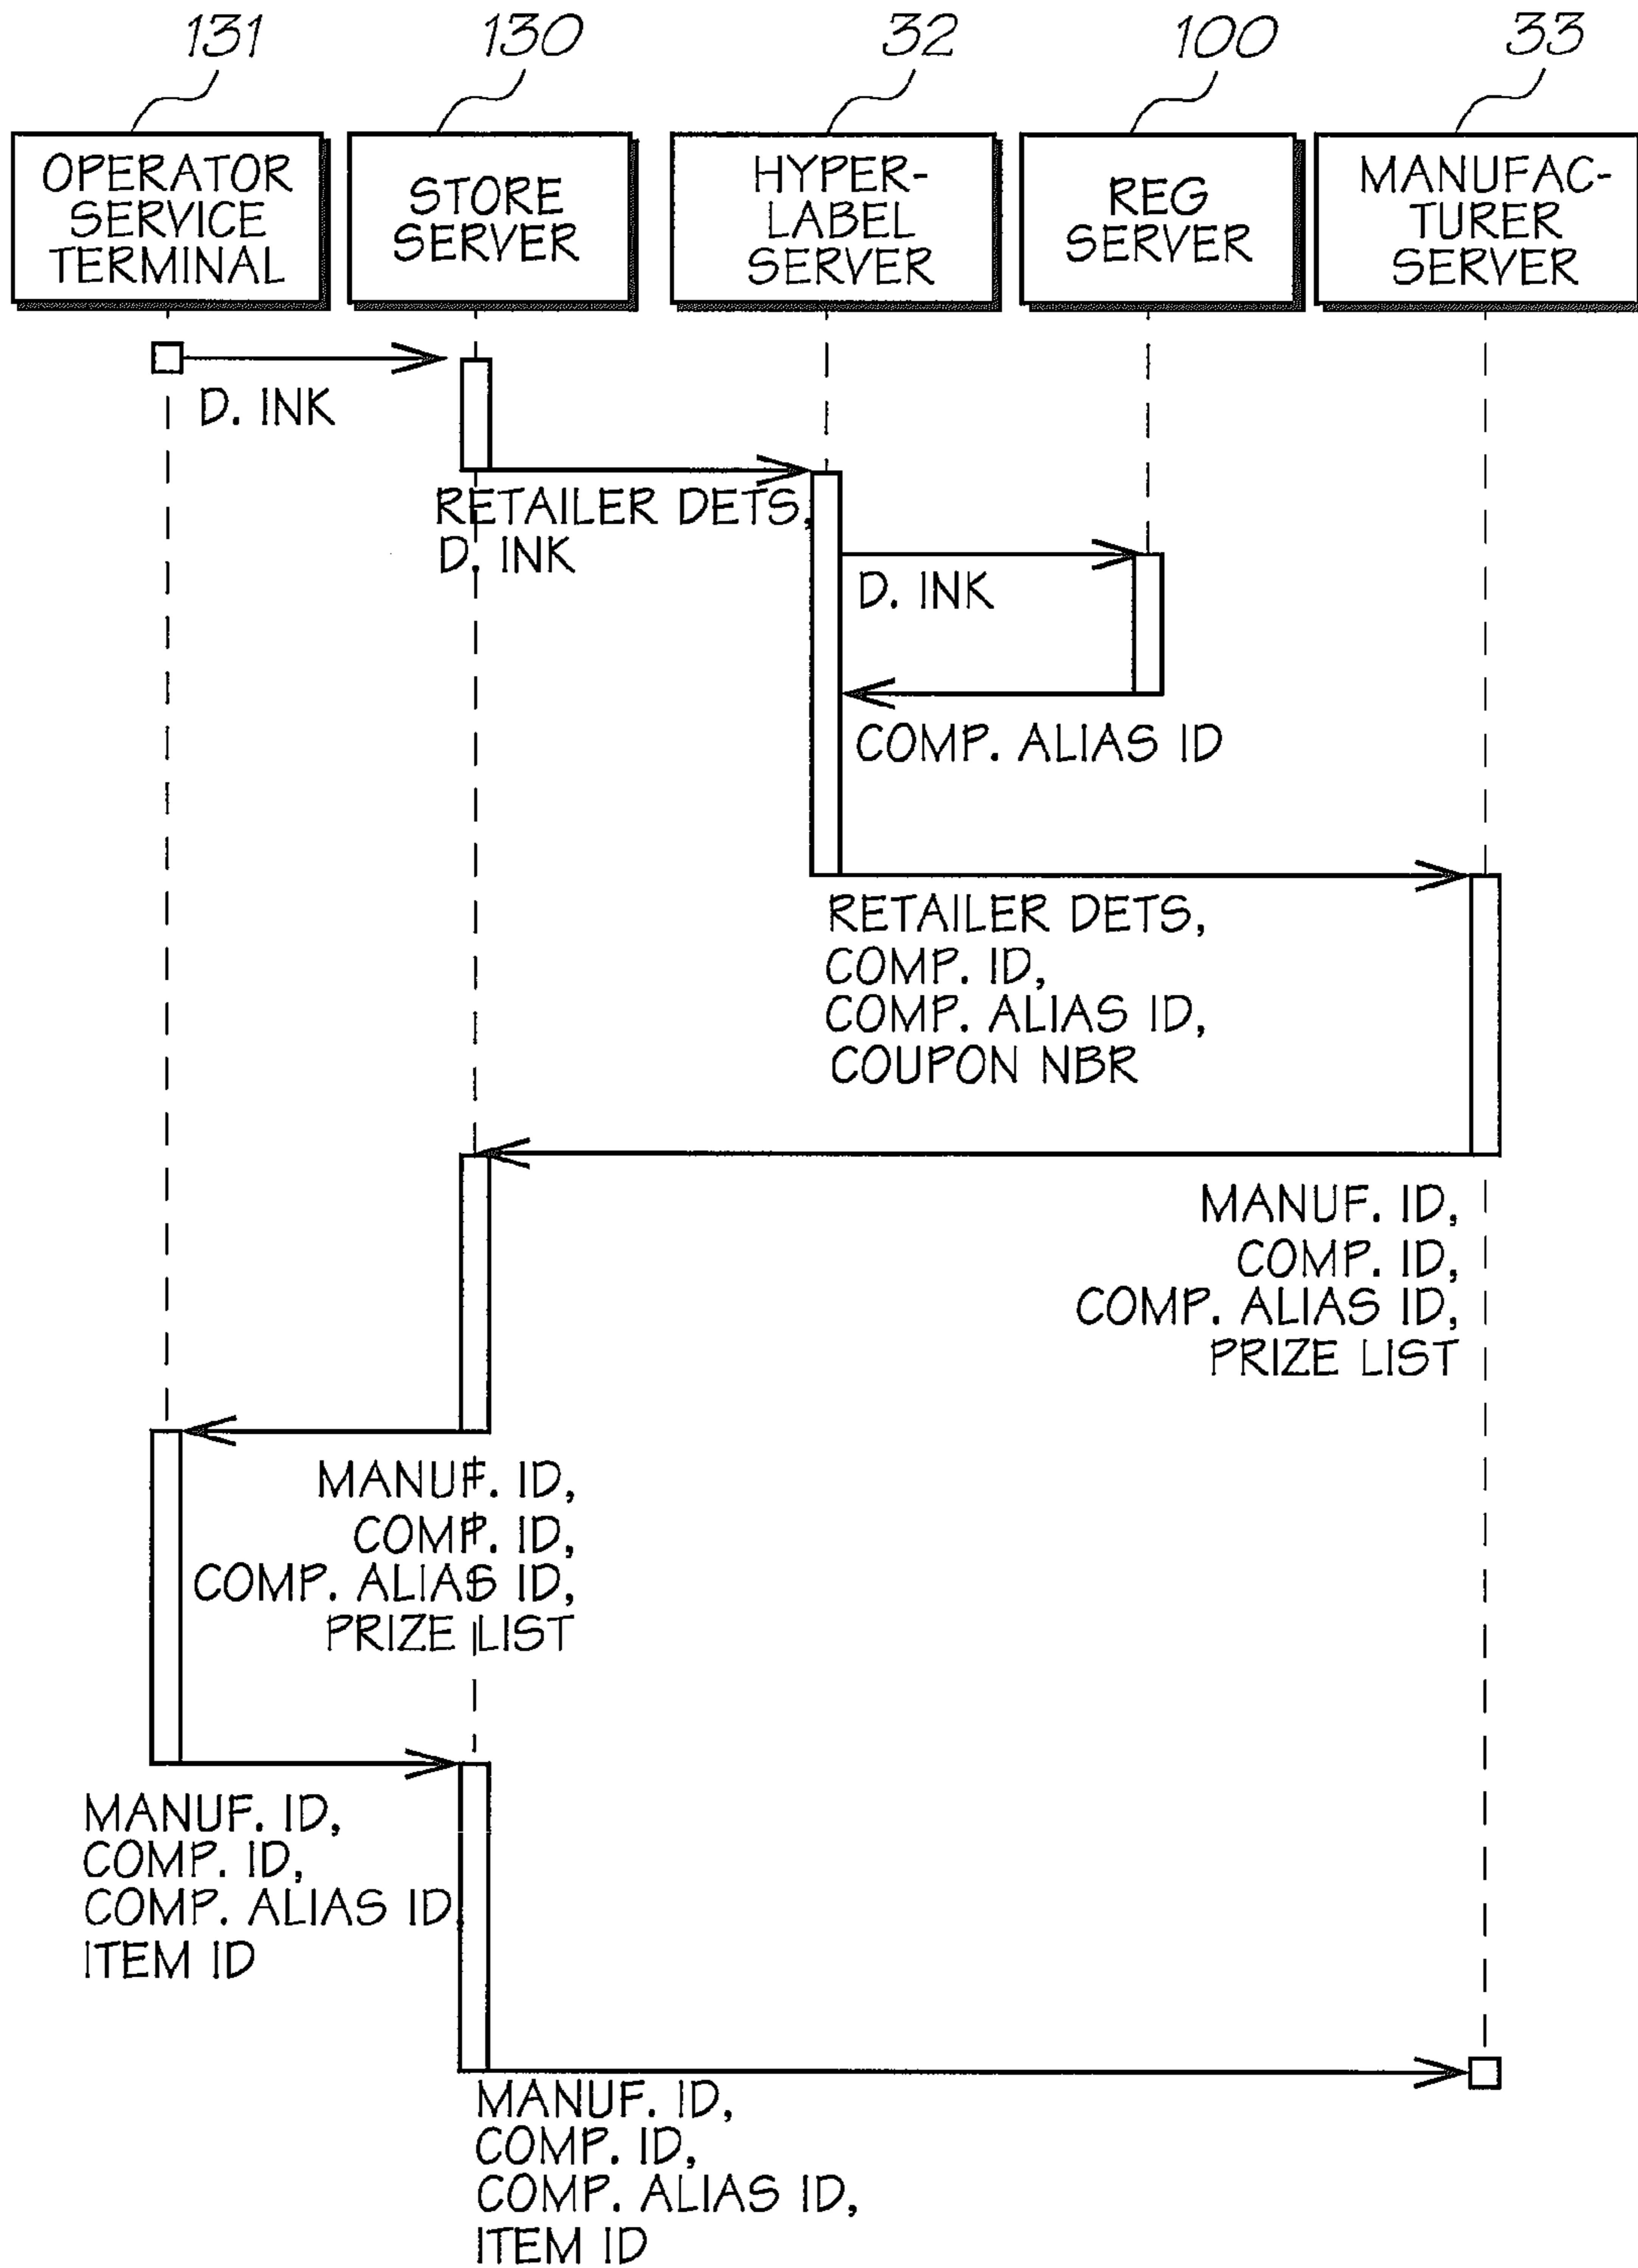 131
130
32
100
33
OPERATOR
SERVICE
TERMINAL
STORE
SERVER
HYPER-
LABEL
SERVER
REG
SERVER
MANUFAC-
TURER
SERVER
D. INK
RETAILER DETS,
D. INK
D. INK
COMP. ALIAS ID
RETAILER DETS,
COMP. ID,
COMP. ALIAS ID,
COUPON NBR
MANUF. ID,
COMP. ID,
COMP. ALIAS ID,
PRIZE LIST
MANUF. ID,
COMP. ID,
COMP. ALIAS ID,
PRIZE LIST
MANUF. ID,
COMP. ID,
COMP. ALIAS ID,
ITEM ID
MANUF. ID,
COMP. ID,
COMP. ALIAS ID,
ITEM ID